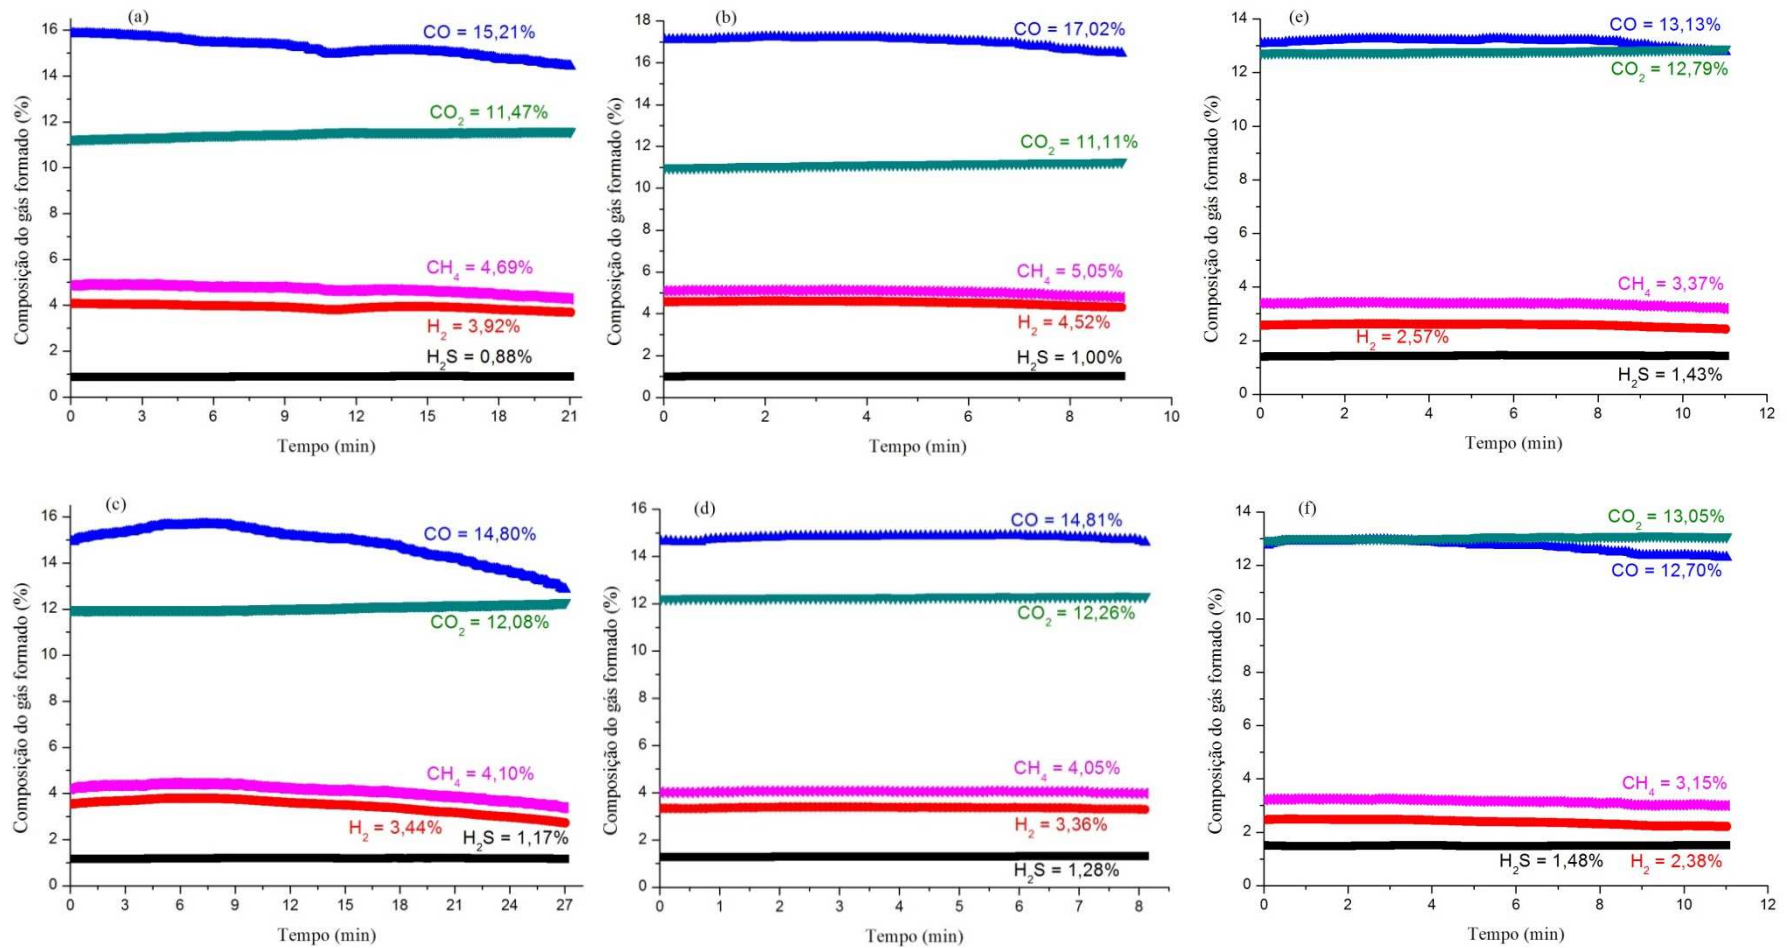 (a)
16
14
12
10
8
6
4
2
0
Composição do gás formado (%)
CO = 15,21%
CO2 = 11,47%
CH4 = 4,69%
H2 = 3,92%
H2S = 0,88%
0 3 6 9 12 15 18 21
Tempo (min)
(b)
18
16
14
12
10
8
6
4
2
0
Composição do gás formado (%)
CO = 17,02%
CO2 = 11,11%
CH4 = 5,05%
H2 = 4,52%
H2S = 1,00%
0 2 4 6 8 10
Tempo (min)
(e)
14
12
10
8
6
4
2
0
Composição do gás formado (%)
CO = 13,13%
CO2 = 12,79%
CH4 = 3,37%
H2 = 2,57%
H2S = 1,43%
0 2 4 6 8 10 12
Tempo (min)
(c)
16
14
12
10
8
6
4
2
0
Composição do gás formado (%)
CO = 14,80%
CO2 = 12,08%
CH4 = 4,10%
H2 = 3,44%
H2S = 1,17%
0 3 6 9 12 15 18 21 24 27
Tempo (min)
(d)
16
14
12
10
8
6
4
2
0
Composição do gás formado (%)
CO = 14,81%
CO2 = 12,26%
CH4 = 4,05%
H2 = 3,36%
H2S = 1,28%
0 1 2 3 4 5 6 7 8
Tempo (min)
(f)
14
12
10
8
6
4
2
0
Composição do gás formado (%)
CO2 = 13,05%
CO = 12,70%
CH4 = 3,15%
H2S = 1,48% H2 = 2,38%
0 2 4 6 8 10 12
Tempo (min)